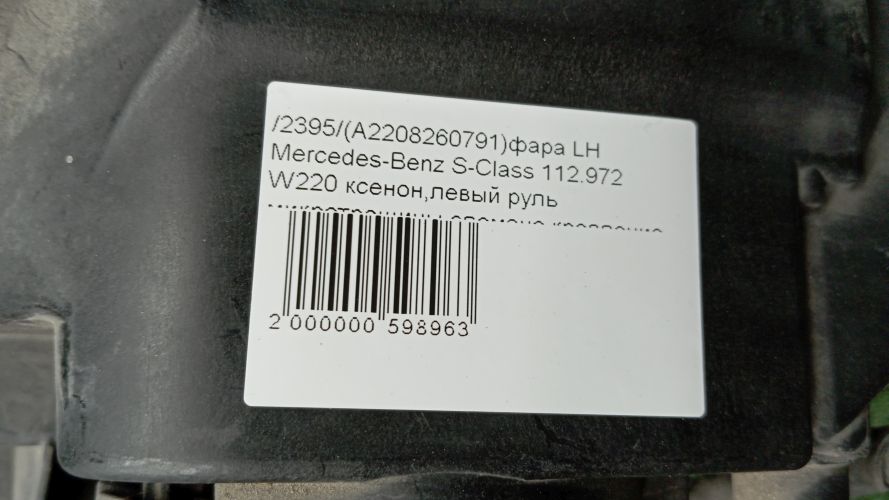 /2395/(A2208260791)фара LH
Mercedes-Benz S-Class 112.972
W220 ксенон,левый руль
2 000000 598963